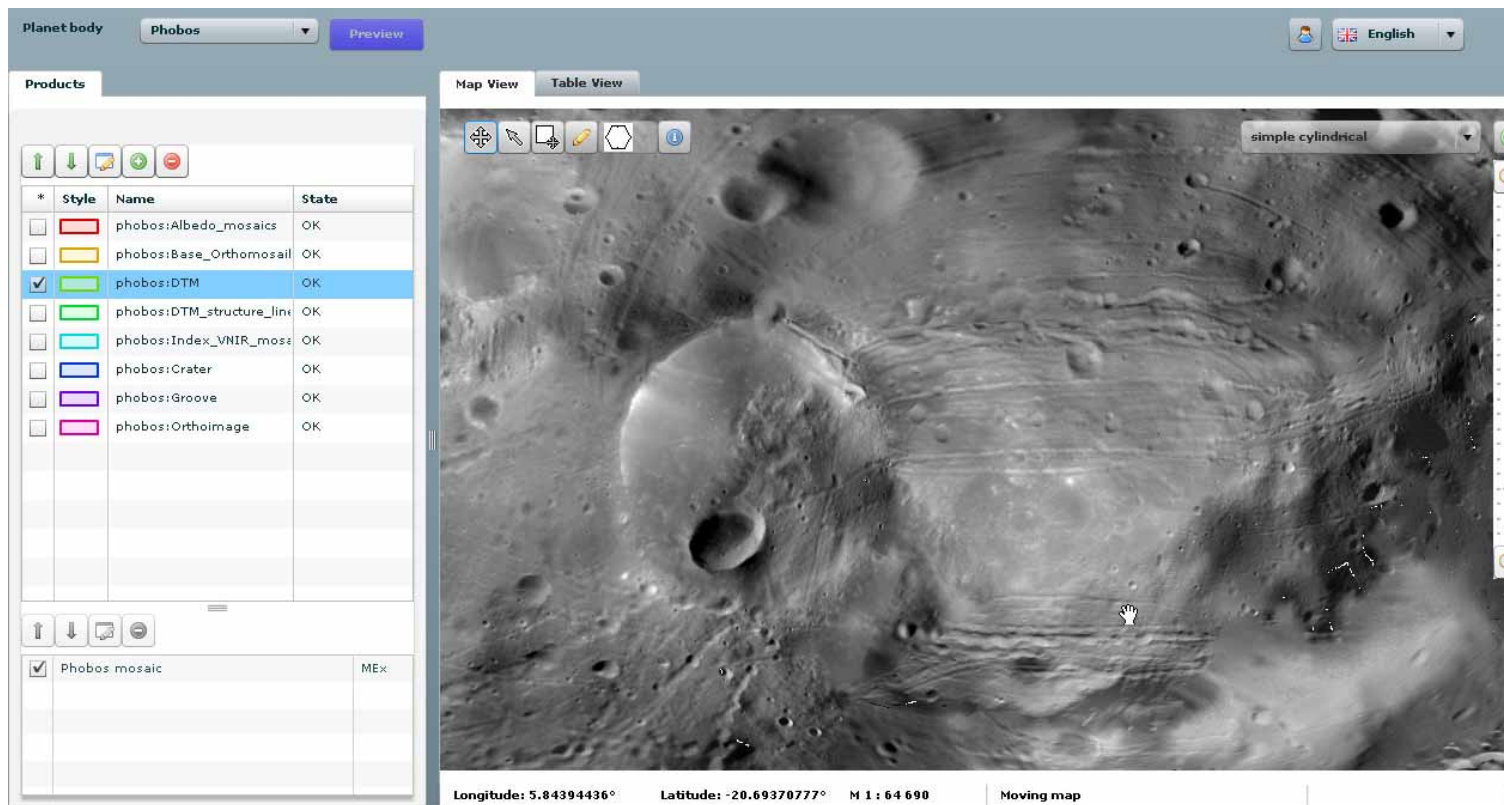 Planet body
Phobos
Preview
English
Products
Map View
Table View
simple cylindrical
* Style Name State
phobos:Albedo_mosaics OK
phobos:Base_Orthomosail OK
phobos:DTM OK
phobos:DTM_structure_line OK
phobos:Index_VNIR_mosa OK
phobos:Crater OK
phobos:Groove OK
phobos:Orthoimage OK
Phobos mosaic MEx
Longitude: 5.84394436° Latitude: -20.69370777° M 1 : 64 690 Moving map